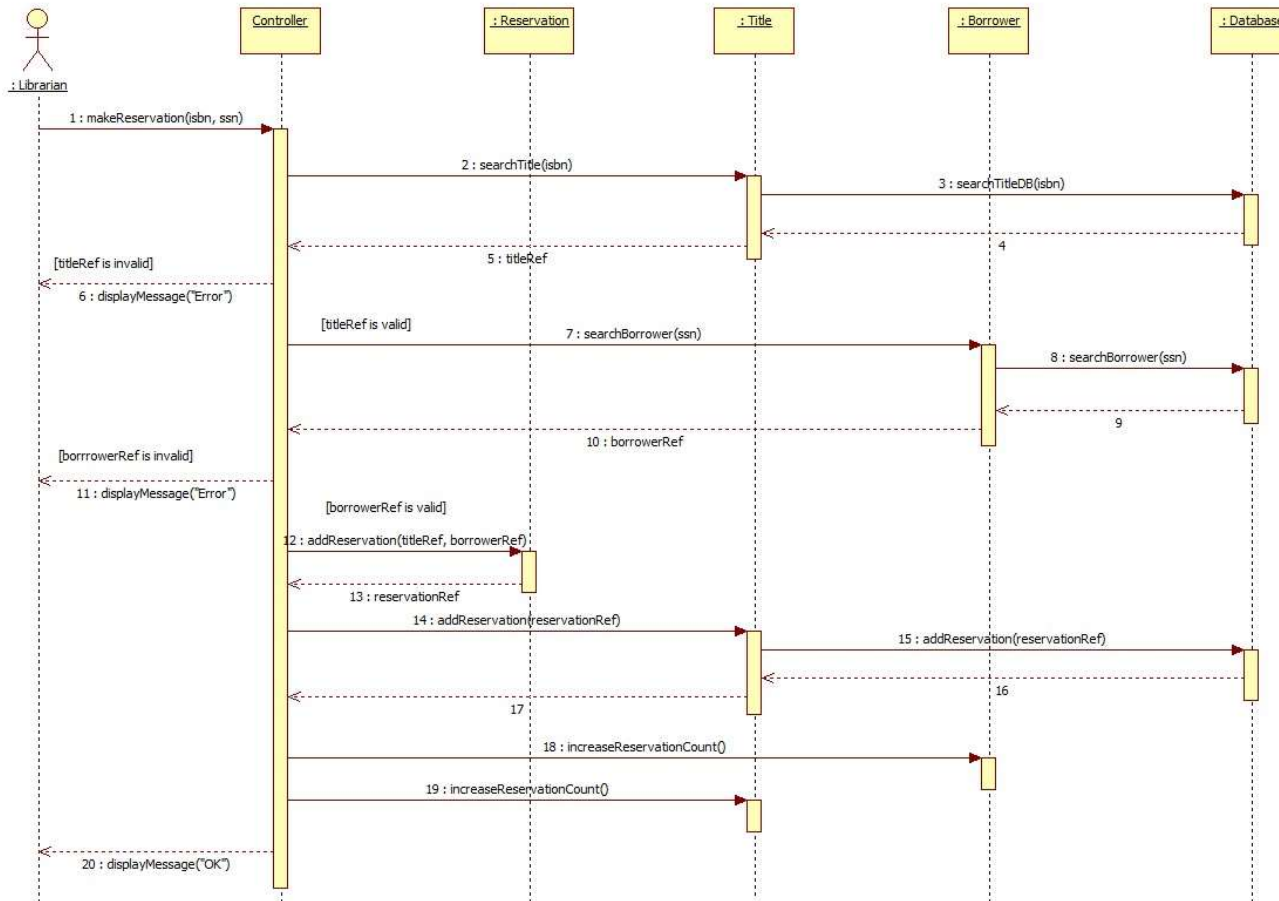 Controller
: Reservation
: Title
: Borrower
: Database
: Librarian
1 : makeReservation(isbn, ssn)
2 : searchTitle(isbn)
3 : searchTitleDB(isbn)
4
5 : titleRef
[titleRef is invalid]
6 : displayMessage("Error")
[titleRef is valid]
7 : searchBorrower(ssn)
8 : searchBorrower(ssn)
9
10 : borrowerRef
[borrrowerRef is invalid]
11 : displayMessage("Error")
[borrowerRef is valid]
12 : addReservation(titleRef, borrowerRef)
13 : reservationRef
14 : addReservation(reservationRef)
15 : addReservation(reservationRef)
16
17
18 : increaseReservationCount()
19 : increaseReservationCount()
20 : displayMessage("OK")